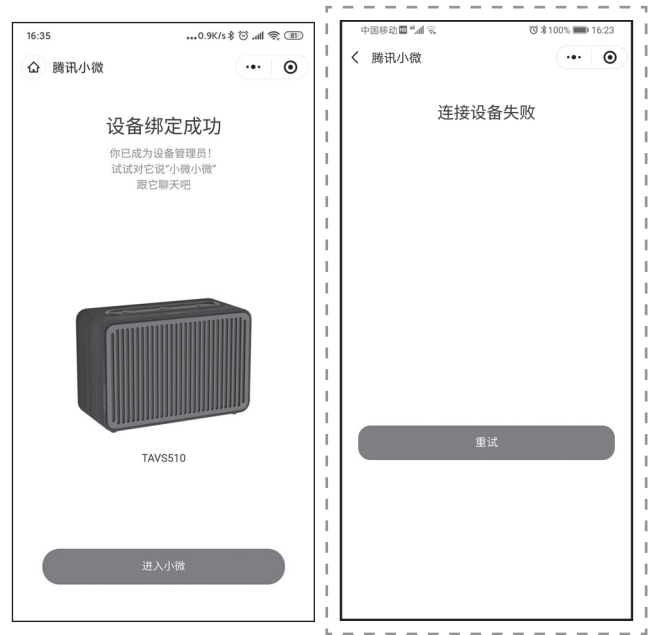 16:35
0.9K/s
81
腾讯小微
设备绑定成功
你已成为设备管理员！
试试对它说“小微小微”
跟它聊天吧
TAVS510
进入小微
中国移动
100%
16:23
腾讯小微
连接设备失败
重试